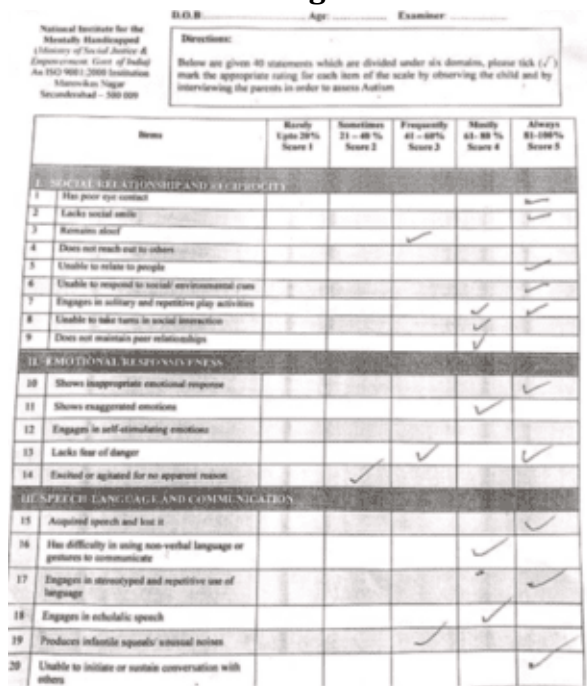 D.O.B Age: Examiner
National Institute for the
Mentally Handicapped
(Ministry of Social Justice &
Empowerment Govt of India)
An ISO 9001:2000 Institution
Manovikas Nagar
Secunderabad – 500 009
Directions:
Below are given 40 statements which are divided under six domains, please tick (✓)
mark the appropriate rating for each item of the scale by observing the child and by
interviewing the parents in order to assess Autism
Items
Rarely
Upto 20%
Score 1
Sometimes
21 – 40 %
Score 2
Frequently
41 – 60%
Score 3
Mostly
61- 80 %
Score 4
Always
81-100%
Score 5
I. SOCIAL RELATIONSHIP AND RECIPROCITY
1 Has poor eye contact ✓
2 Lacks social smile ✓
3 Remains aloof ✓
4 Does not reach out to others
5 Unable to relate to people ✓
6 Unable to respond to social/ environmental cues ✓
7 Engages in solitary and repetitive play activities ✓ ✓
8 Unable to take turns in social interaction ✓
9 Does not maintain peer relationships ✓
II. EMOTIONAL RESPONSIVENESS
10 Shows inappropriate emotional response ✓
11 Shows exaggerated emotions ✓
12 Engages in self-stimulating emotions
13 Lacks fear of danger ✓ ✓
14 Excited or agitated for no apparent reason ✓
III. SPEECH LANGUAGE AND COMMUNICATION
15 Acquired speech and lost it ✓
16 Has difficulty in using non-verbal language or
gestures to communicate ✓
17 Engages in stereotyped and repetitive use of
language ✓
18 Engages in echolalic speech ✓
19 Produces infantile squeals/ unusual noises ✓
20 Unable to initiate or sustain conversation with
others ✓